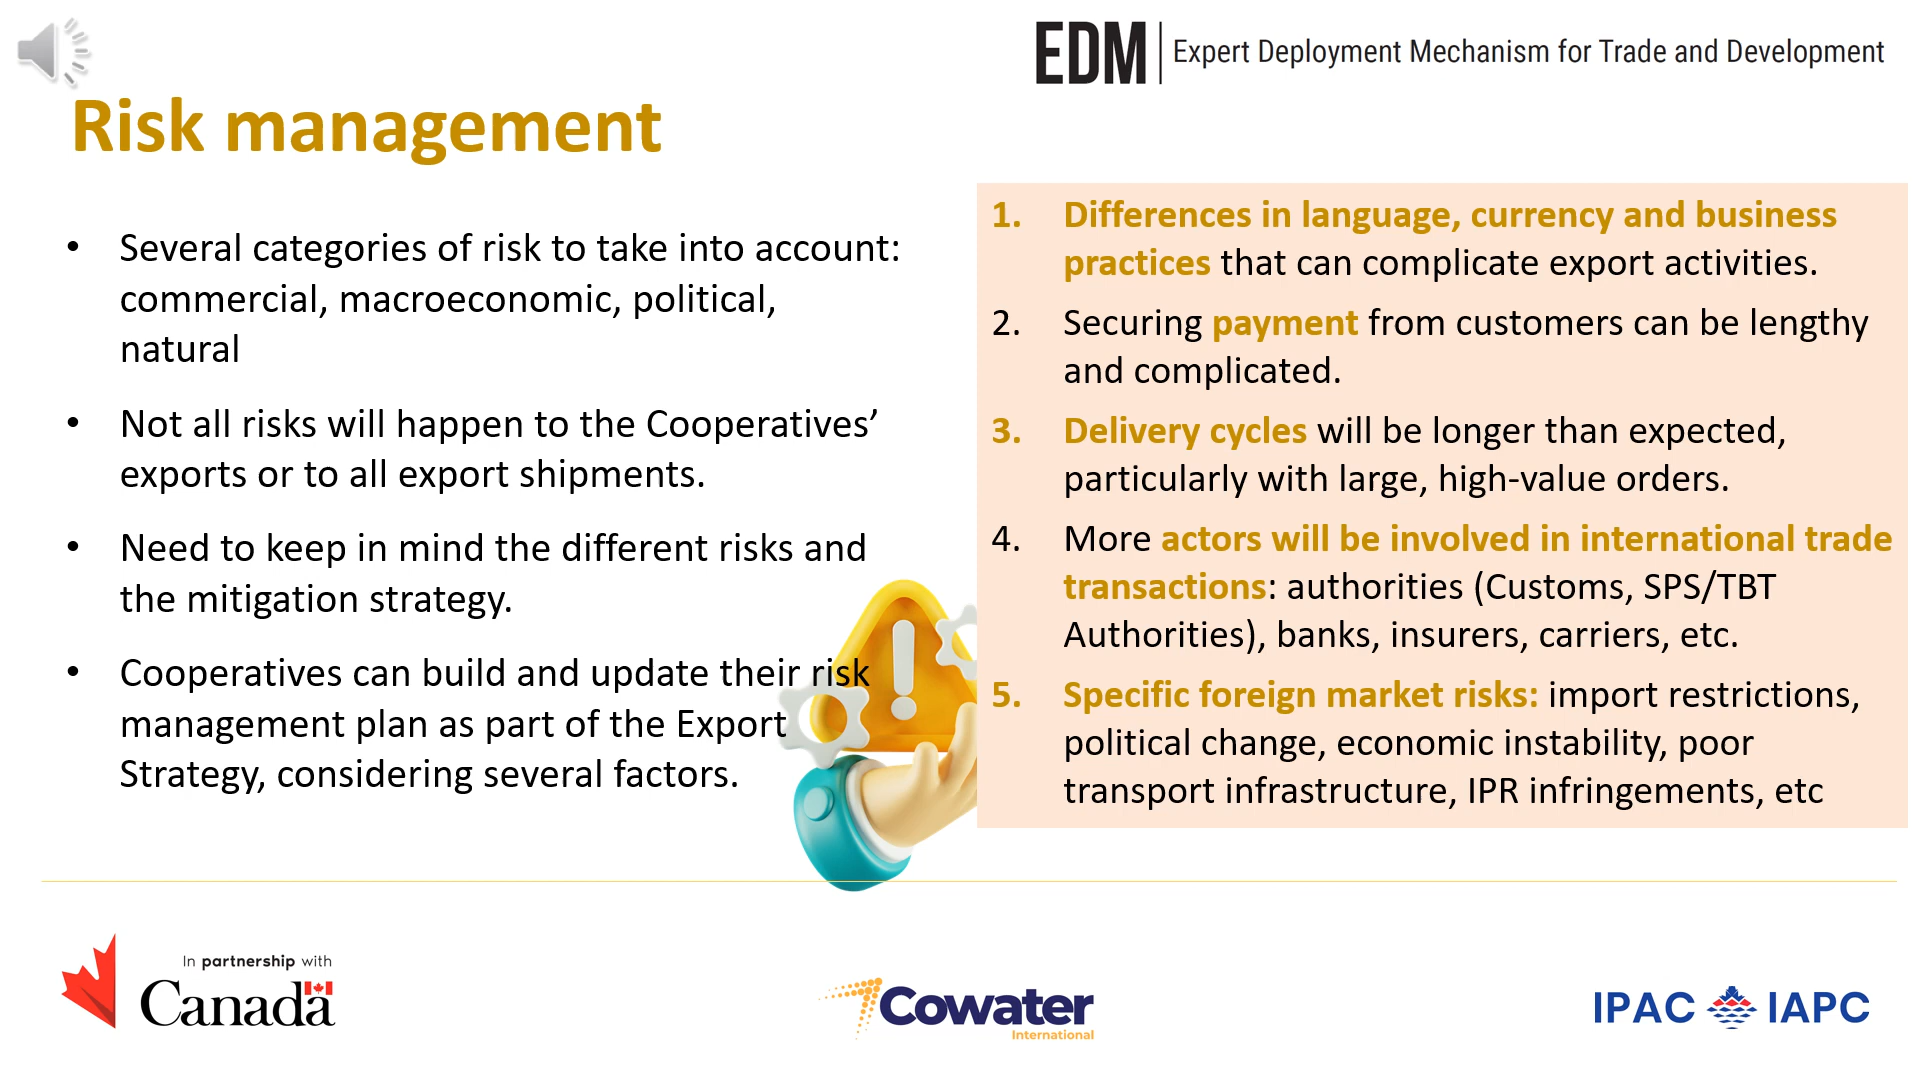 EDM | Expert Deployment Mechanism for Trade and Development
Risk management
• Several categories of risk to take into account:
commercial, macroeconomic, political,
natural
• Not all risks will happen to the Cooperatives’
exports or to all export shipments.
• Need to keep in mind the different risks and
the mitigation strategy.
• Cooperatives can build and update their risk
management plan as part of the Export
Strategy, considering several factors.
1. Differences in language, currency and business
practices that can complicate export activities.
2. Securing payment from customers can be lengthy
and complicated.
3. Delivery cycles will be longer than expected,
particularly with large, high-value orders.
4. More actors will be involved in international trade
transactions: authorities (Customs, SPS/TBT
Authorities), banks, insurers, carriers, etc.
5. Specific foreign market risks: import restrictions,
political change, economic instability, poor
transport infrastructure, IPR infringements, etc
In partnership with
Canada
Cowater
International
IPAC IAPC